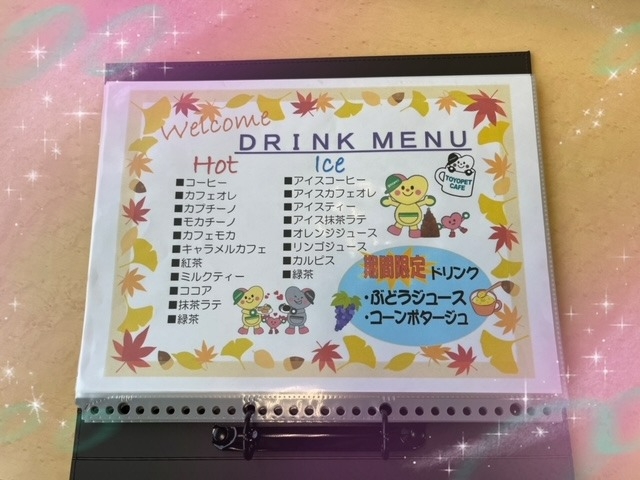 Welcome
DRINK MENU
Hot
■コーヒー
■カフェオレ
■カプチーノ
■モカチーノ
■カフェモカ
■キャラメルカフェ
■紅茶
■ミルクティー
■ココア
■抹茶ラテ
■緑茶
Ice
■アイスコーヒー
■アイスカフェオレ
■アイスティー
■アイス抹茶ラテ
■オレンジジュース
■リンゴジュース
■カルピス
■緑茶
TOYOPET
CAFE
期間限定 ドリンク
・ぶどうジュース
・コーンポタージュ